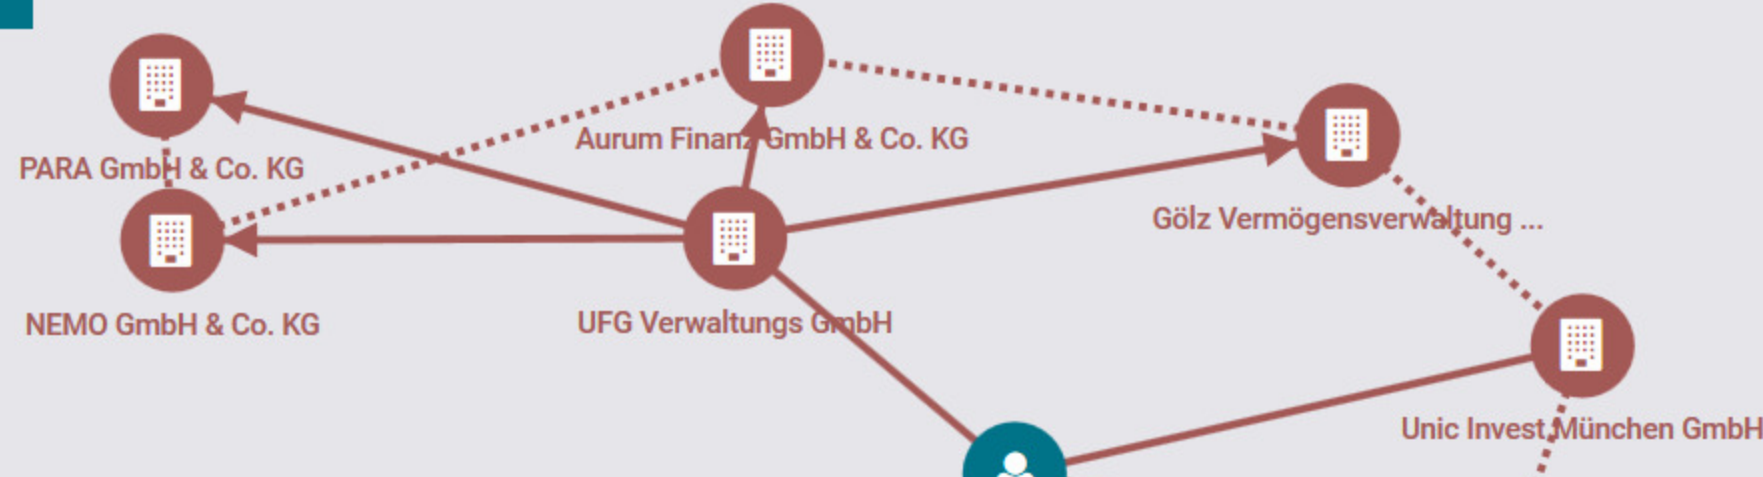 Aurum Finanz GmbH & Co. KG
PARA GmbH & Co. KG
Gölz Vermögensverwaltung ...
NEMO GmbH & Co. KG
UFG Verwaltungs GmbH
Unic Invest München GmbH